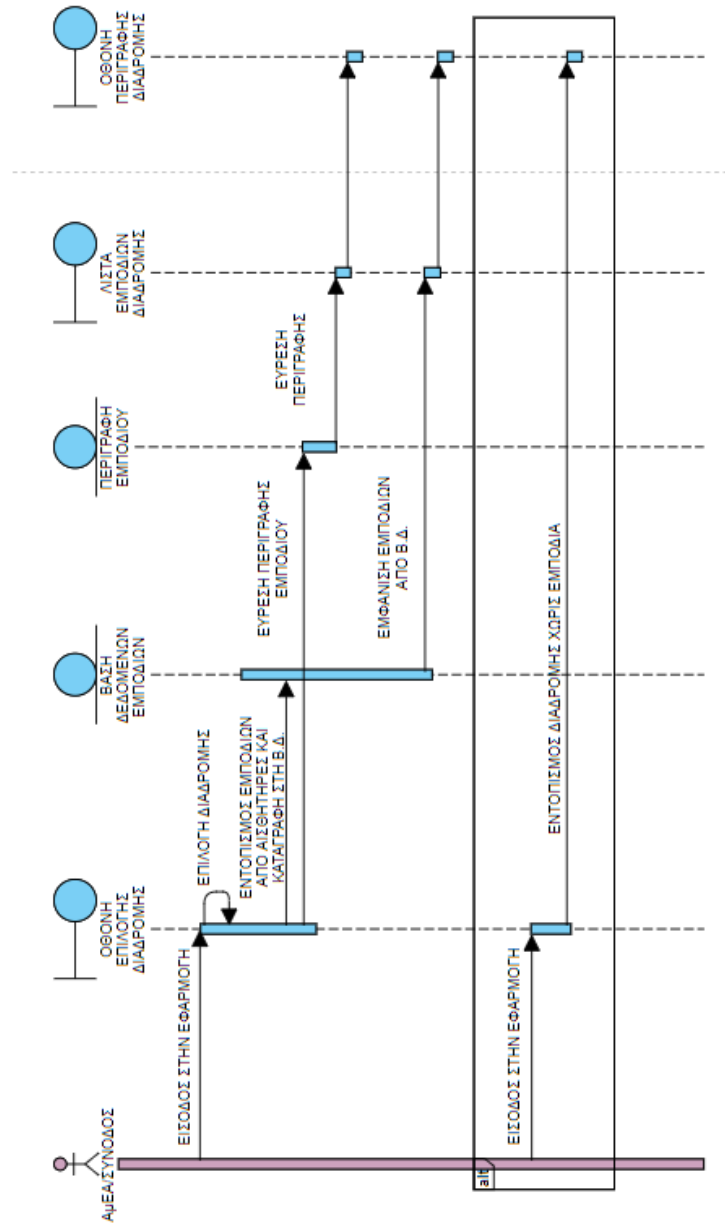 ΑμΕΑ/ΣΥΝΟΔΟΣ
ΟΘΟΝΗ
ΕΠΙΛΟΓΗΣ
ΔΙΑΔΡΟΜΗΣ
ΒΑΣΗ
ΔΕΔΟΜΕΝΩΝ
ΕΜΠΟΔΙΩΝ
ΠΕΡΙΓΡΑΦΗ
ΕΜΠΟΔΙΟΥ
ΛΙΣΤΑ
ΕΜΠΟΔΙΩΝ
ΔΙΑΔΡΟΜΗΣ
ΟΘΟΝΗ
ΠΕΡΙΓΡΑΦΗΣ
ΔΙΑΔΡΟΜΗΣ
ΕΙΣΟΔΟΣ ΣΤΗΝ ΕΦΑΡΜΟΓΗ
ΕΠΙΛΟΓΗ ΔΙΑΔΡΟΜΗΣ
ΕΝΤΟΠΙΣΜΟΣ ΕΜΠΟΔΙΩΝ
ΑΠΟ ΑΙΣΘΗΤΗΡΕΣ ΚΑΙ
ΚΑΤΑΓΡΑΦΗ ΣΤΗ Β.Δ.
ΕΥΡΕΣΗ ΠΕΡΙΓΡΑΦΗΣ
ΕΜΠΟΔΙΟΥ
ΕΥΡΕΣΗ
ΠΕΡΙΓΡΑΦΗΣ
ΕΜΦΑΝΙΣΗ ΕΜΠΟΔΙΩΝ
ΑΠΟ Β.Δ.
alt
ΕΙΣΟΔΟΣ ΣΤΗΝ ΕΦΑΡΜΟΓΗ
ΕΝΤΟΠΙΣΜΟΣ ΔΙΑΔΡΟΜΗΣ ΧΩΡΙΣ ΕΜΠΟΔΙΑ